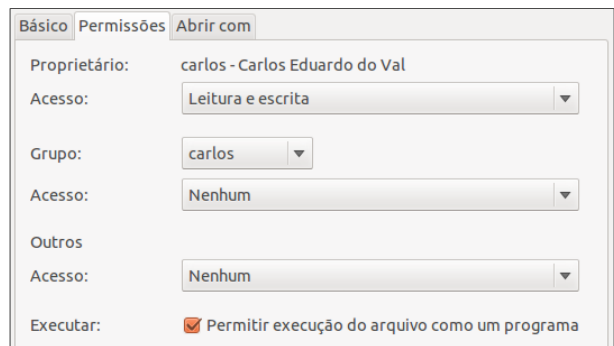 Básico Permissões Abrir com
Proprietário: carlos - Carlos Eduardo do Val
Acesso: Leitura e escrita
Grupo: carlos
Acesso: Nenhum
Outros
Acesso: Nenhum
Executar: Permitir execução do arquivo como um programa